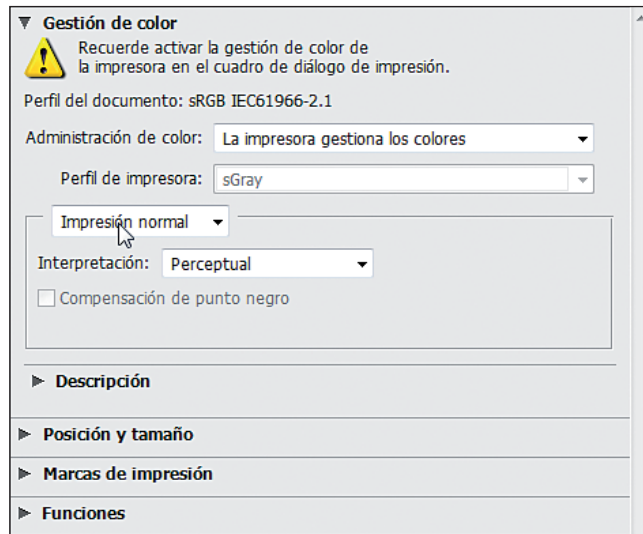 Gestión de color
Recuerde activar la gestión de color de
la impresora en el cuadro de diálogo de impresión.
Perfil del documento: sRGB IEC61966-2.1
Administración de color: La impresora gestiona los colores
Perfil de impresora: sGray
Impresión normal
Interpretación: Perceptual
Compensación de punto negro
Descripción
Posición y tamaño
Marcas de impresión
Funciones